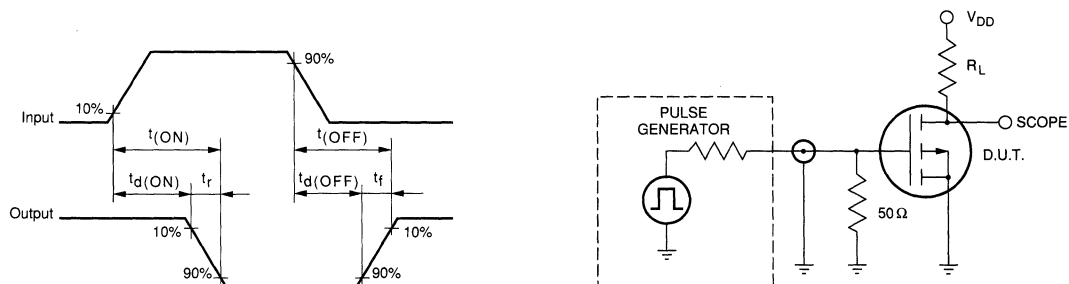 90%
10%
Input
t(ON)
t(OFF)
td(ON)
tr
td(OFF)
tf
Output
10%
10%
90%
90%
VDD
RL
PULSE
GENERATOR
SCOPE
D.U.T.
50Ω